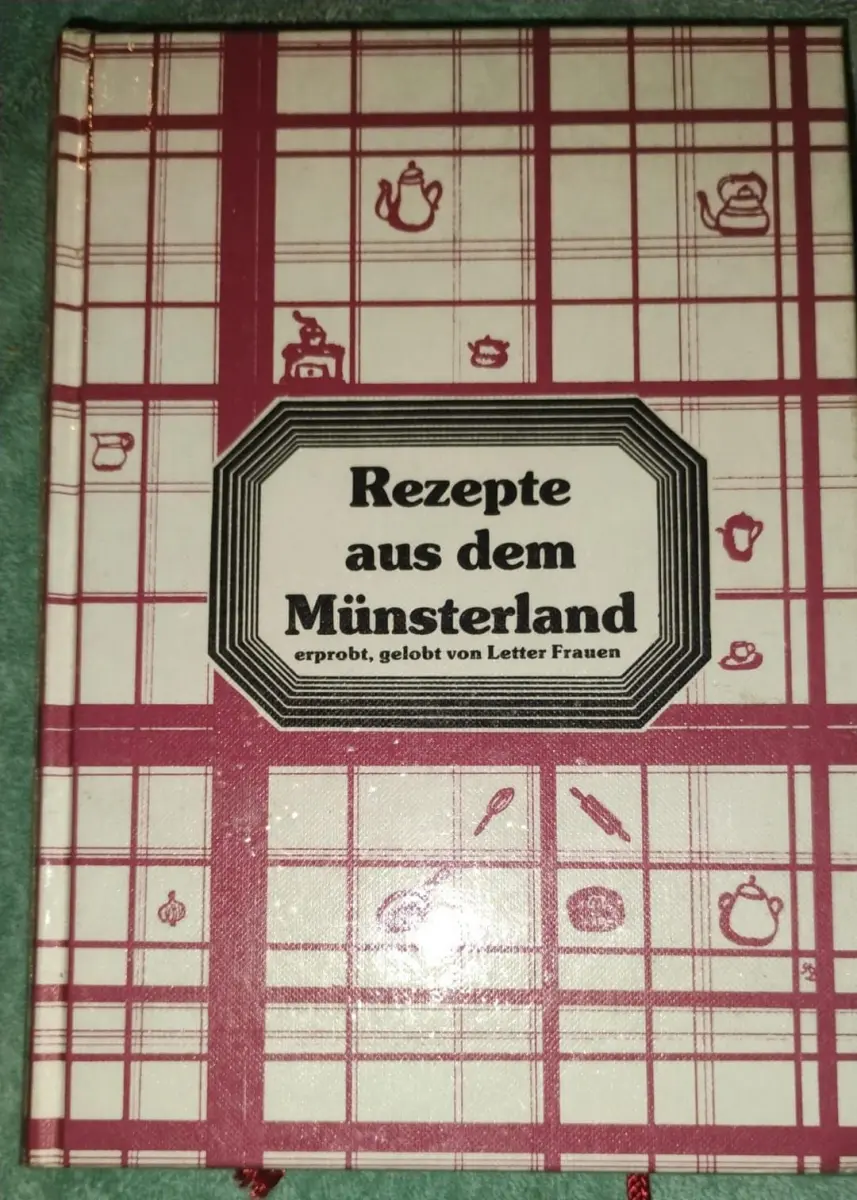 Rezepte
aus dem
Münsterland
erprobt, gelobt von Letter Frauen